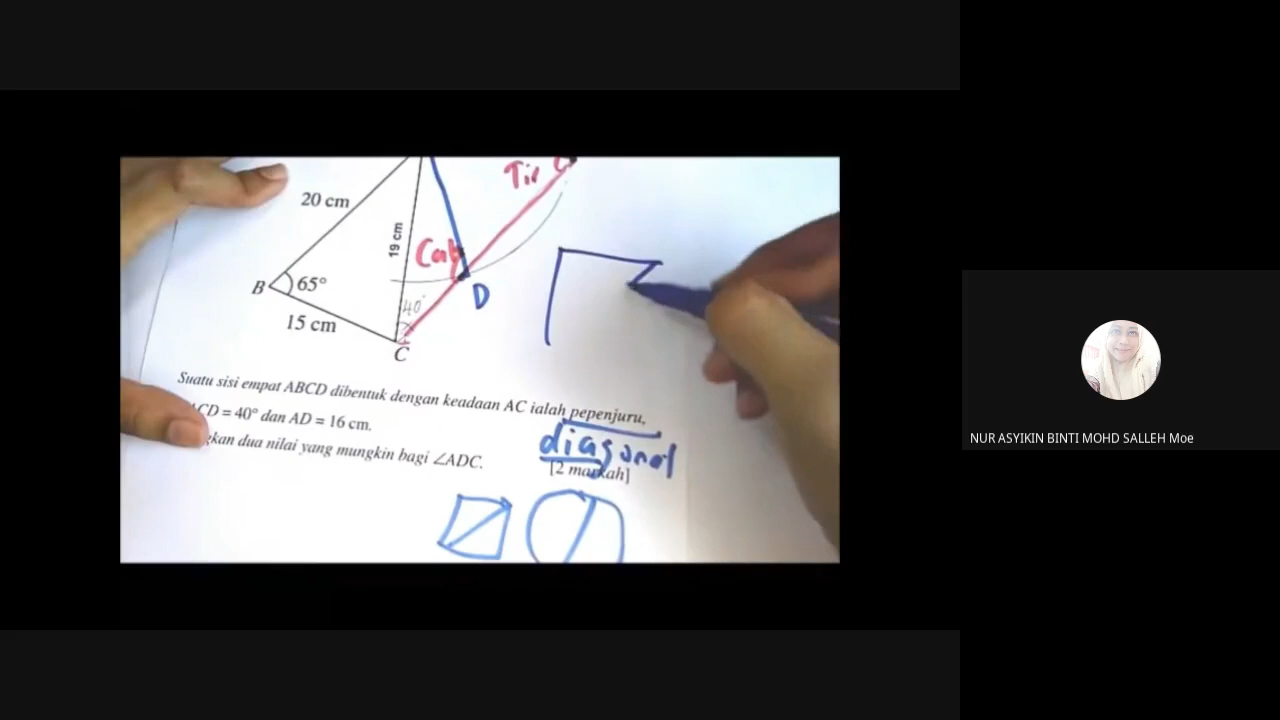 20 cm
19 cm
B
65°
15 cm
40°
C
D
Suatu sisi empat ABCD dibentuk dengan keadaan AC ialah pepenjuru,
CD = 40° dan AD = 16 cm.
kan dua nilai yang mungkin bagi ∠ADC.
diagonal
[2 markah]
NUR ASYIKIN BINTI MOHD SALLEH Moe